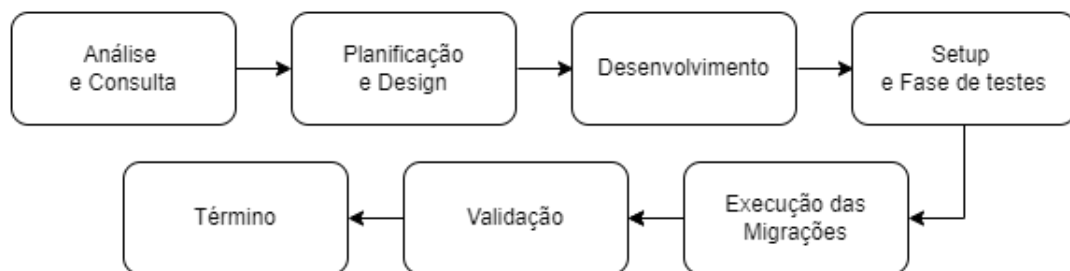 Análise
e Consulta
Planificação
e Design
Desenvolvimento
Setup
e Fase de testes
Execução das
Migrações
Validação
Término